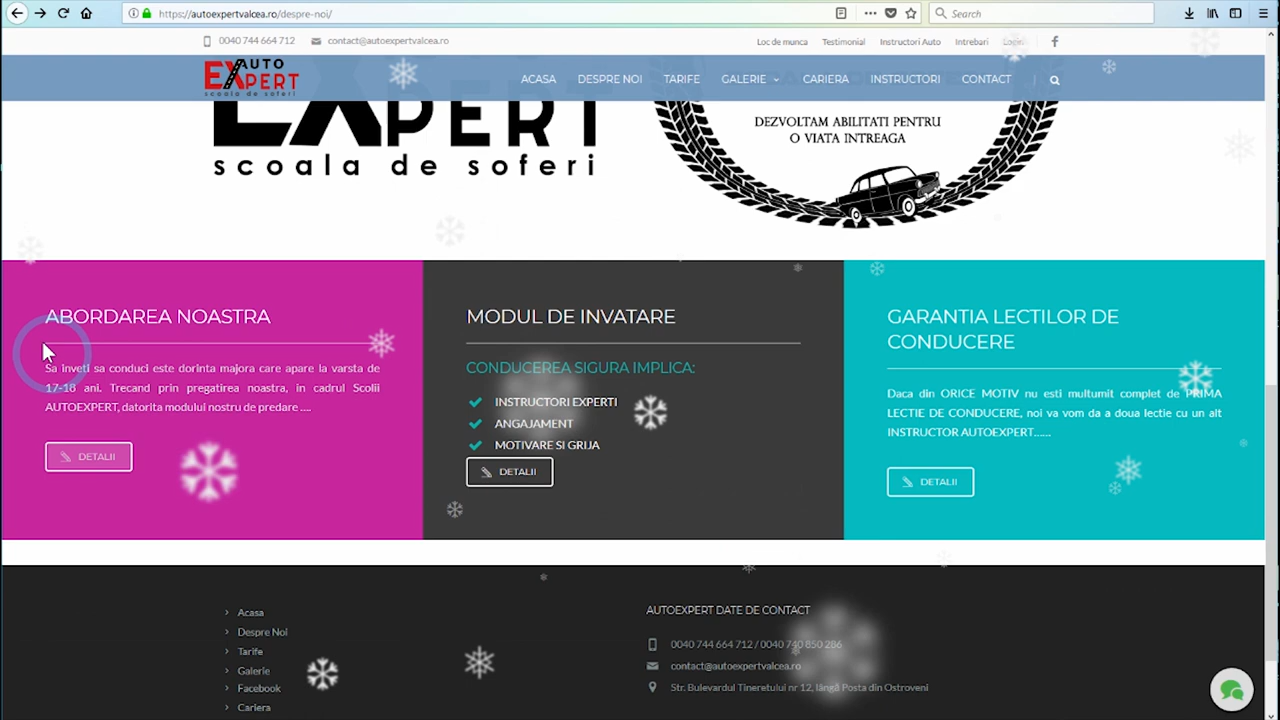 https://autoexpertvalcea.ro/despre-noi/
Search
0040 744 664 712
contact@autoexpertvalcea.ro
Loc de munca
Testimonial
Instructori Auto
Intrebari
Login
AUTO
EXPERT
scoala de soferi
ACASA
DESPRE NOI
TARIFE
GALERIE
CARIERA
INSTRUCTORI
CONTACT
EXPERT
scoala de soferi
DEZVOLTAM ABILITATI PENTRU
O VIATA INTREAGA
ABORDAREA NOASTRA
Sa inveti sa conduci este dorinta majora care apare la varsta de
17-18 ani. Trecand prin pregatirea noastra, in cadrul Scolii
AUTOEXPERT, datorita modului nostru de predare ....
DETALII
MODUL DE INVATARE
CONDUCEREA SIGURA IMPLICA:
INSTRUCTORI EXPERTI
ANGAJAMENT
MOTIVARE SI GRIJA
DETALII
GARANTIA LECTILOR DE
CONDUCERE
Daca din ORICE MOTIV nu esti multumit complet de PRIMA
LECTIE DE CONDUCERE, noi va vom da a doua lectie cu un alt
INSTRUCTOR AUTOEXPERT......
DETALII
Acasa
Despre Noi
Tarife
Galerie
Facebook
Cariera
AUTOEXPERT DATE DE CONTACT
0040 744 664 712 / 0040 740 850 286
contact@autoexpertvalcea.ro
Str. Bulevardul Tineretului nr 12, lângă Posta din Ostroveni